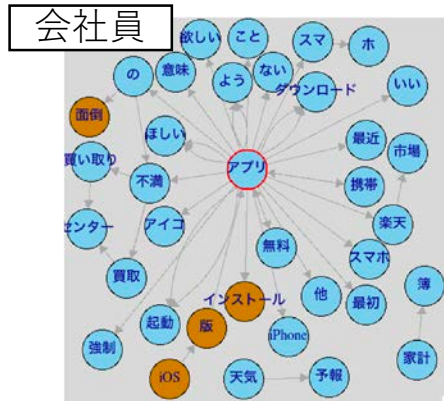 会社員
欲しい
こと
スマ
ホ
の
意味
よう
ない
ダウンロード
いい
面倒
ほしい
最近
市場
買い取り
不満
アプリ
携帯
センター
アイコ
楽天
無料
スマホ
買取
インストール
他
最初
簿
起動
版
iPhone
強制
家計
iOS
天気
予報